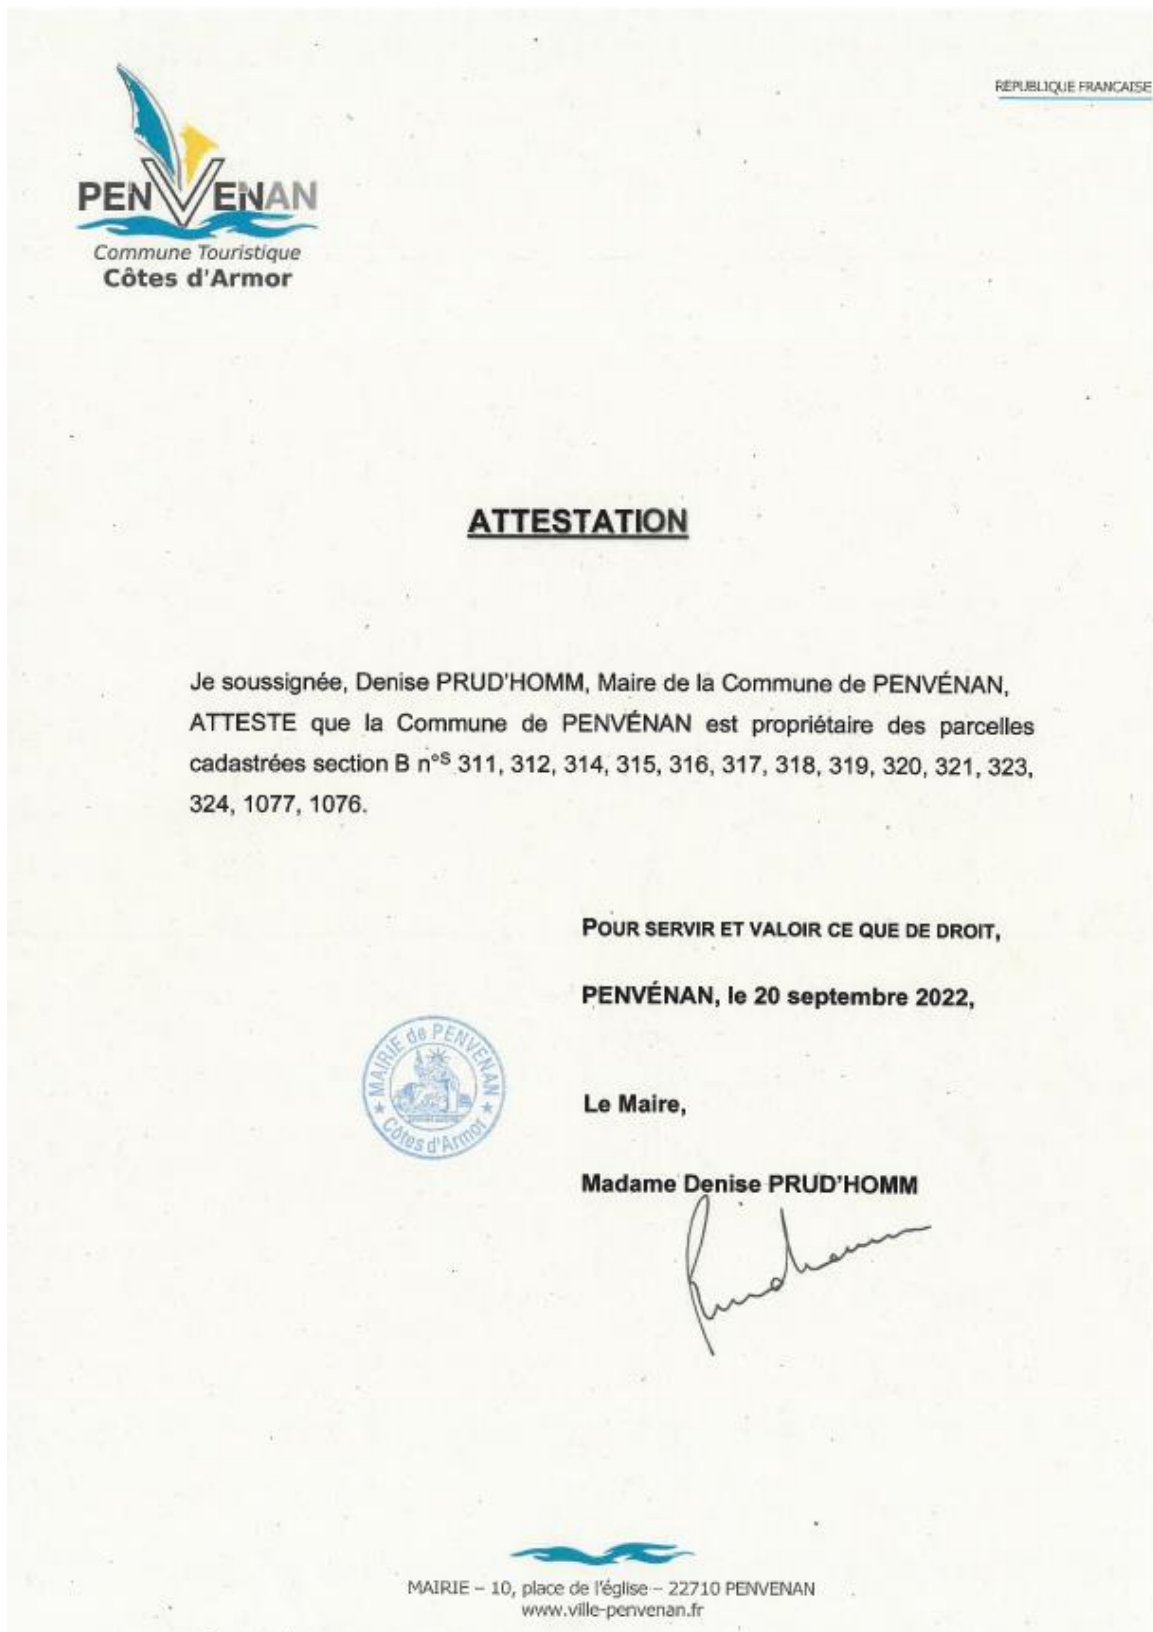 REPUBLIQUE FRANCAISE
PENVENAN
Commune Touristique
Côtes d'Armor
ATTESTATION
Je soussignée, Denise PRUD'HOMM, Maire de la Commune de PENVÉNAN,
ATTESTE que la Commune de PENVÉNAN est propriétaire des parcelles
cadastrées section B n°s 311, 312, 314, 315, 316, 317, 318, 319, 320, 321, 323,
324, 1077, 1076.
POUR SERVIR ET VALOIR CE QUE DE DROIT,
PENVÉNAN, le 20 septembre 2022,
MAIRIE de PENVENAN
Côtes d'Armor
Le Maire,
Madame Denise PRUD'HOMM
MAIRIE – 10, place de l'église – 22710 PENVENAN
www.ville-penvenan.fr